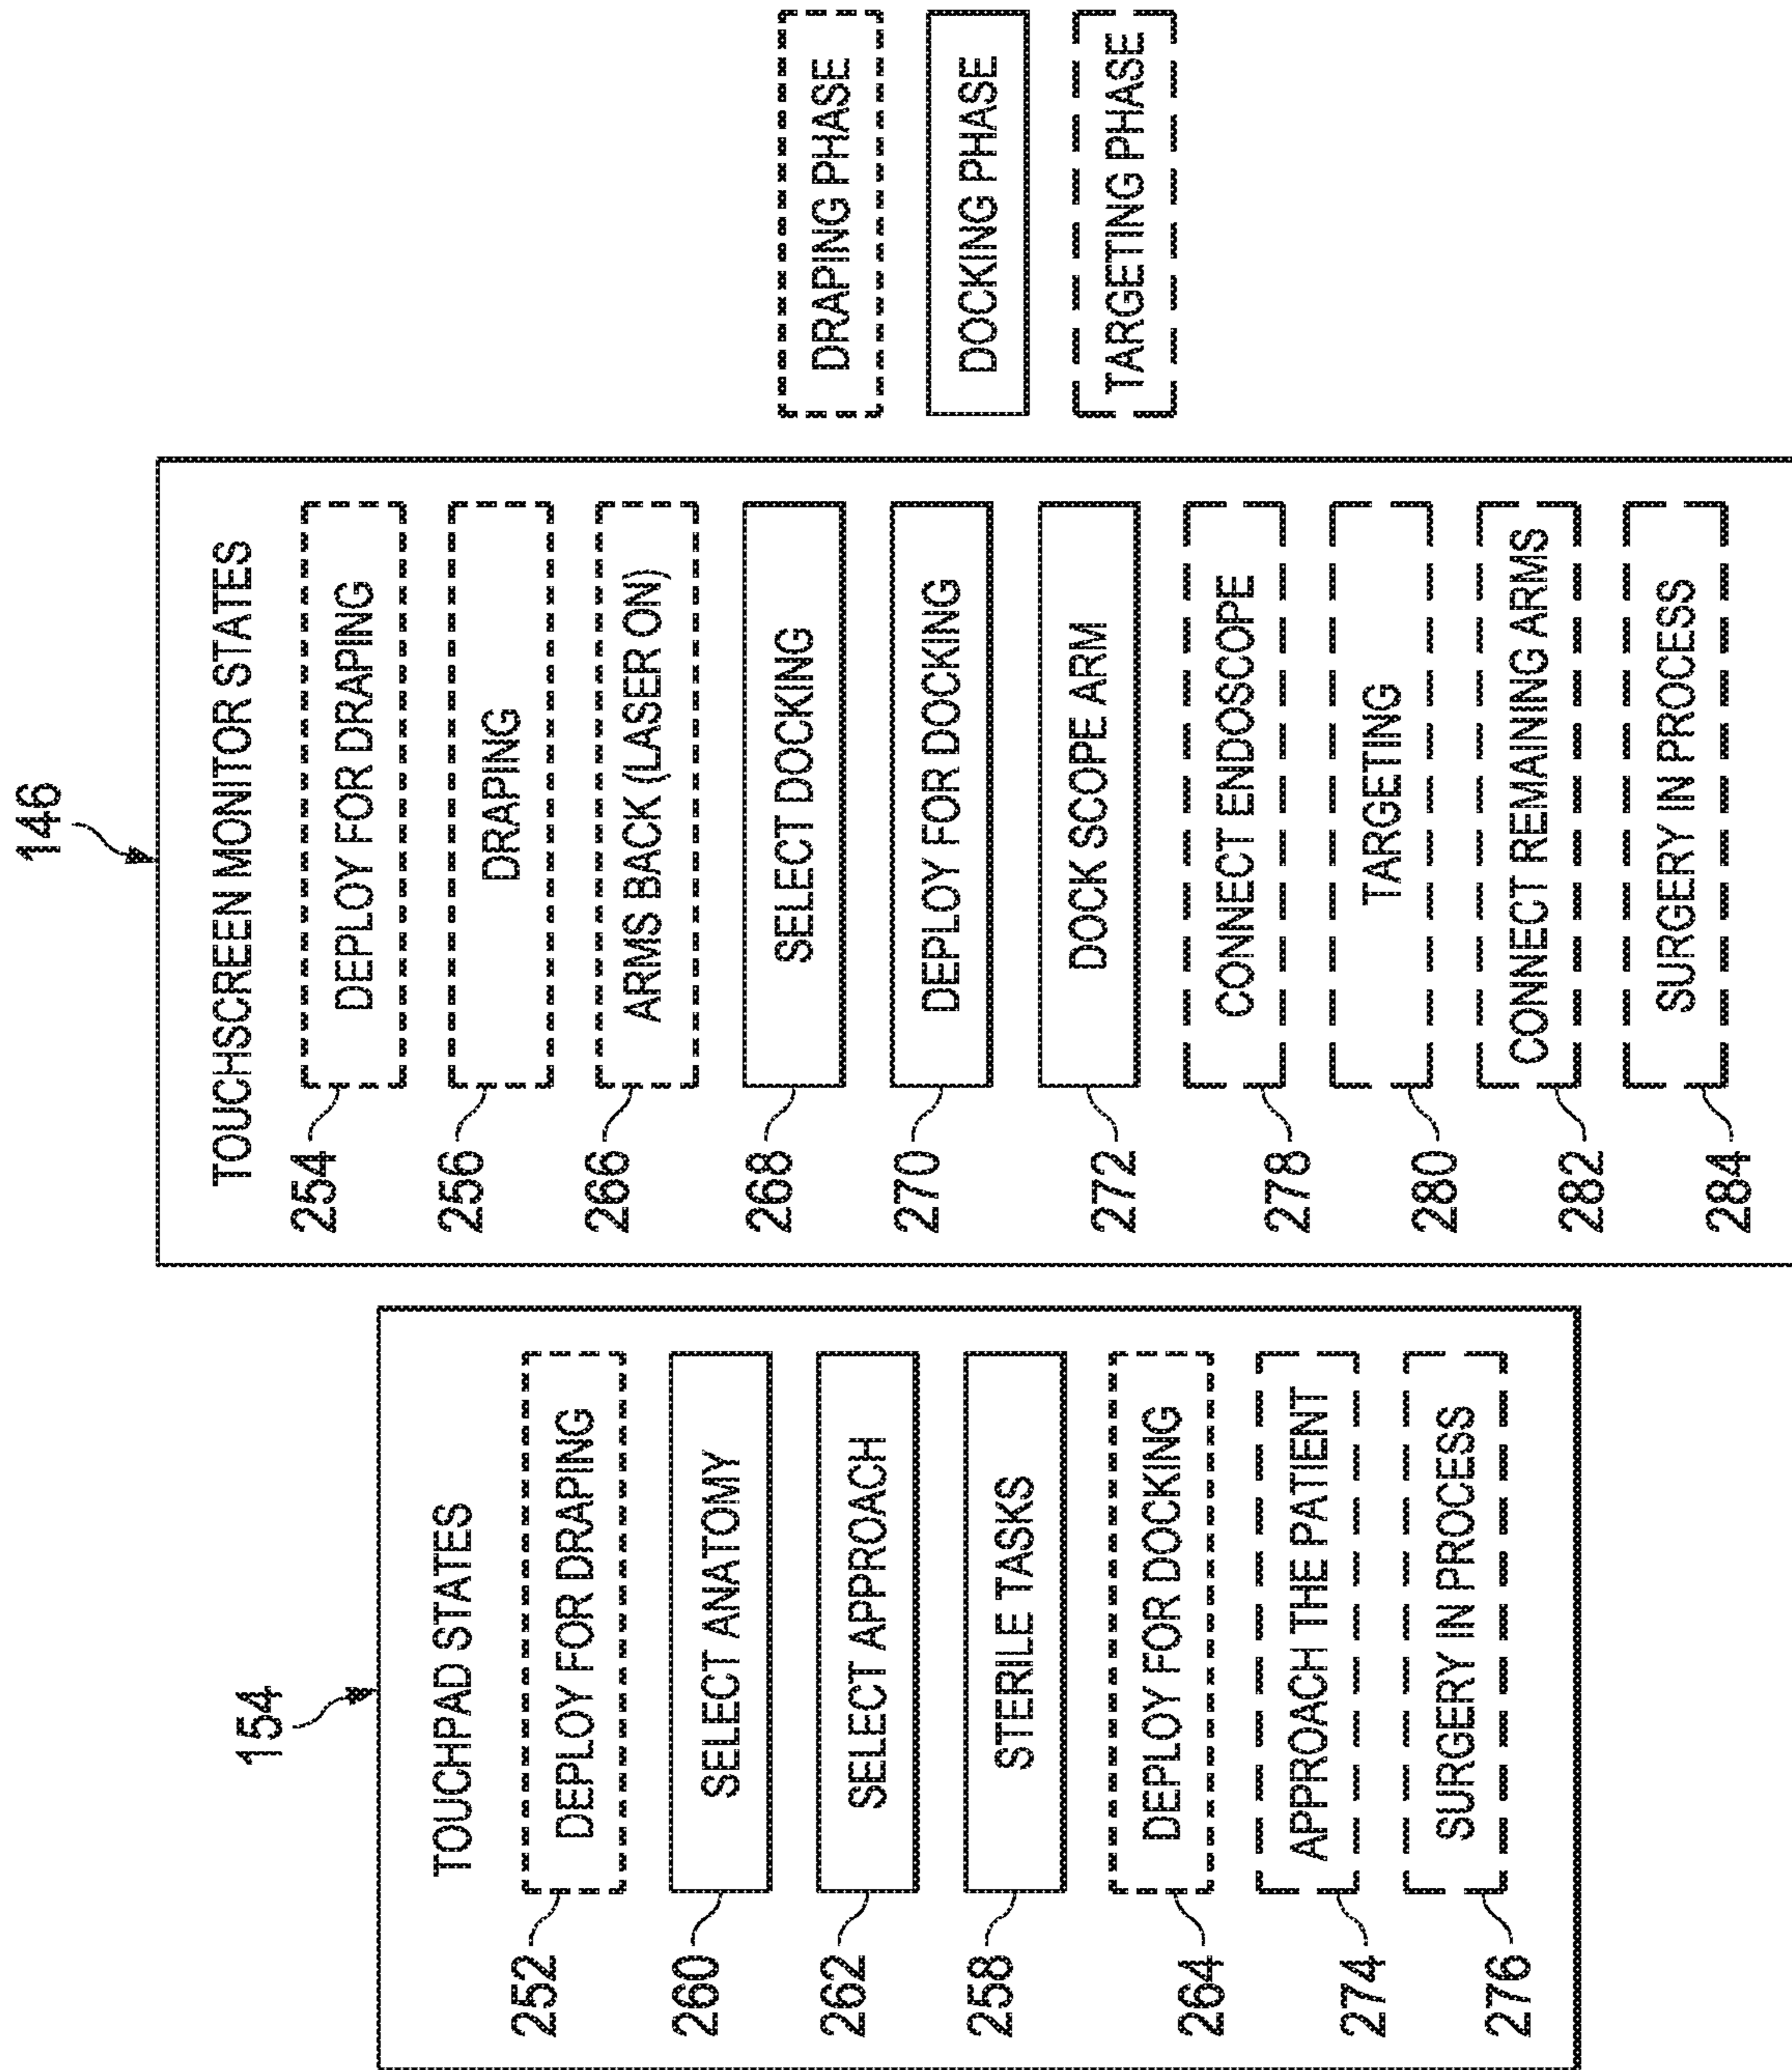 154
TOUCHPAD STATES
252
DEPLOY FOR DRAPING
260
SELECT ANATOMY
262
SELECT APPROACH
258
STERILE TASKS
264
DEPLOY FOR DOCKING
274
APPROACH THE PATIENT
276
SURGERY IN PROCESS
146
TOUCHSCREEN MONITOR STATES
254
DEPLOY FOR DRAPING
256
DRAPING
266
ARMS BACK (LASER ON)
268
SELECT DOCKING
270
DEPLOY FOR DOCKING
272
DOCK SCOPE ARM
278
CONNECT ENDOSCOPE
280
TARGETING
282
CONNECT REMAINING ARMS
284
SURGERY IN PROCESS
DRAPING PHASE
DOCKING PHASE
TARGETING PHASE